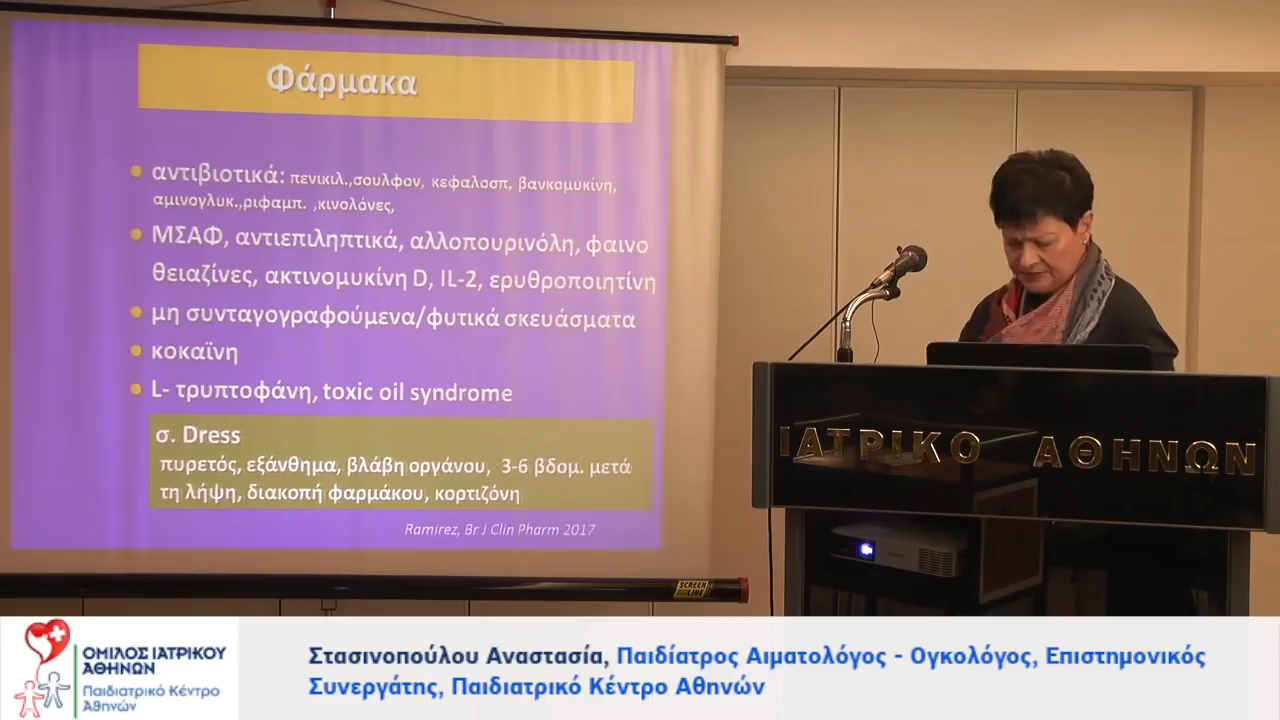 Φάρμακα
• αντιβιοτικά: πενικιλ.,σουλφον, κεφαλοσπ, βανκομυκίνη,
αμινογλυκ.,ριφαμπ. ,κινολόνες,
• ΜΣΑΦ, αντιεπιληπτικά, αλλοπουρινόλη, φαινο
θειαζίνες, ακτινομυκίνη D, IL-2, ερυθροποιητίνη
• μη συνταγογραφούμενα/φυτικά σκευάσματα
• κοκαϊνη
• L- τρυπτοφάνη, toxic oil syndrome
σ. Dress
πυρετός, εξάνθημα, βλάβη οργάνου, 3-6 βδομ. μετά
τη λήψη, διακοπή φαρμάκου, κορτιζόνη
Ramirez, Br J Clin Pharm 2017
SCREEN
LINE
ΙΑΤΡΙΚΟ ΑΘΗΝΩΝ
ΟΜΙΛΟΣ ΙΑΤΡΙΚΟΥ
ΑΘΗΝΩΝ
Παιδιατρικό Κέντρο
Αθηνών
Στασινοπούλου Αναστασία, Παιδίατρος Αιματολόγος - Ογκολόγος, Επιστημονικός
Συνεργάτης, Παιδιατρικό Κέντρο Αθηνών